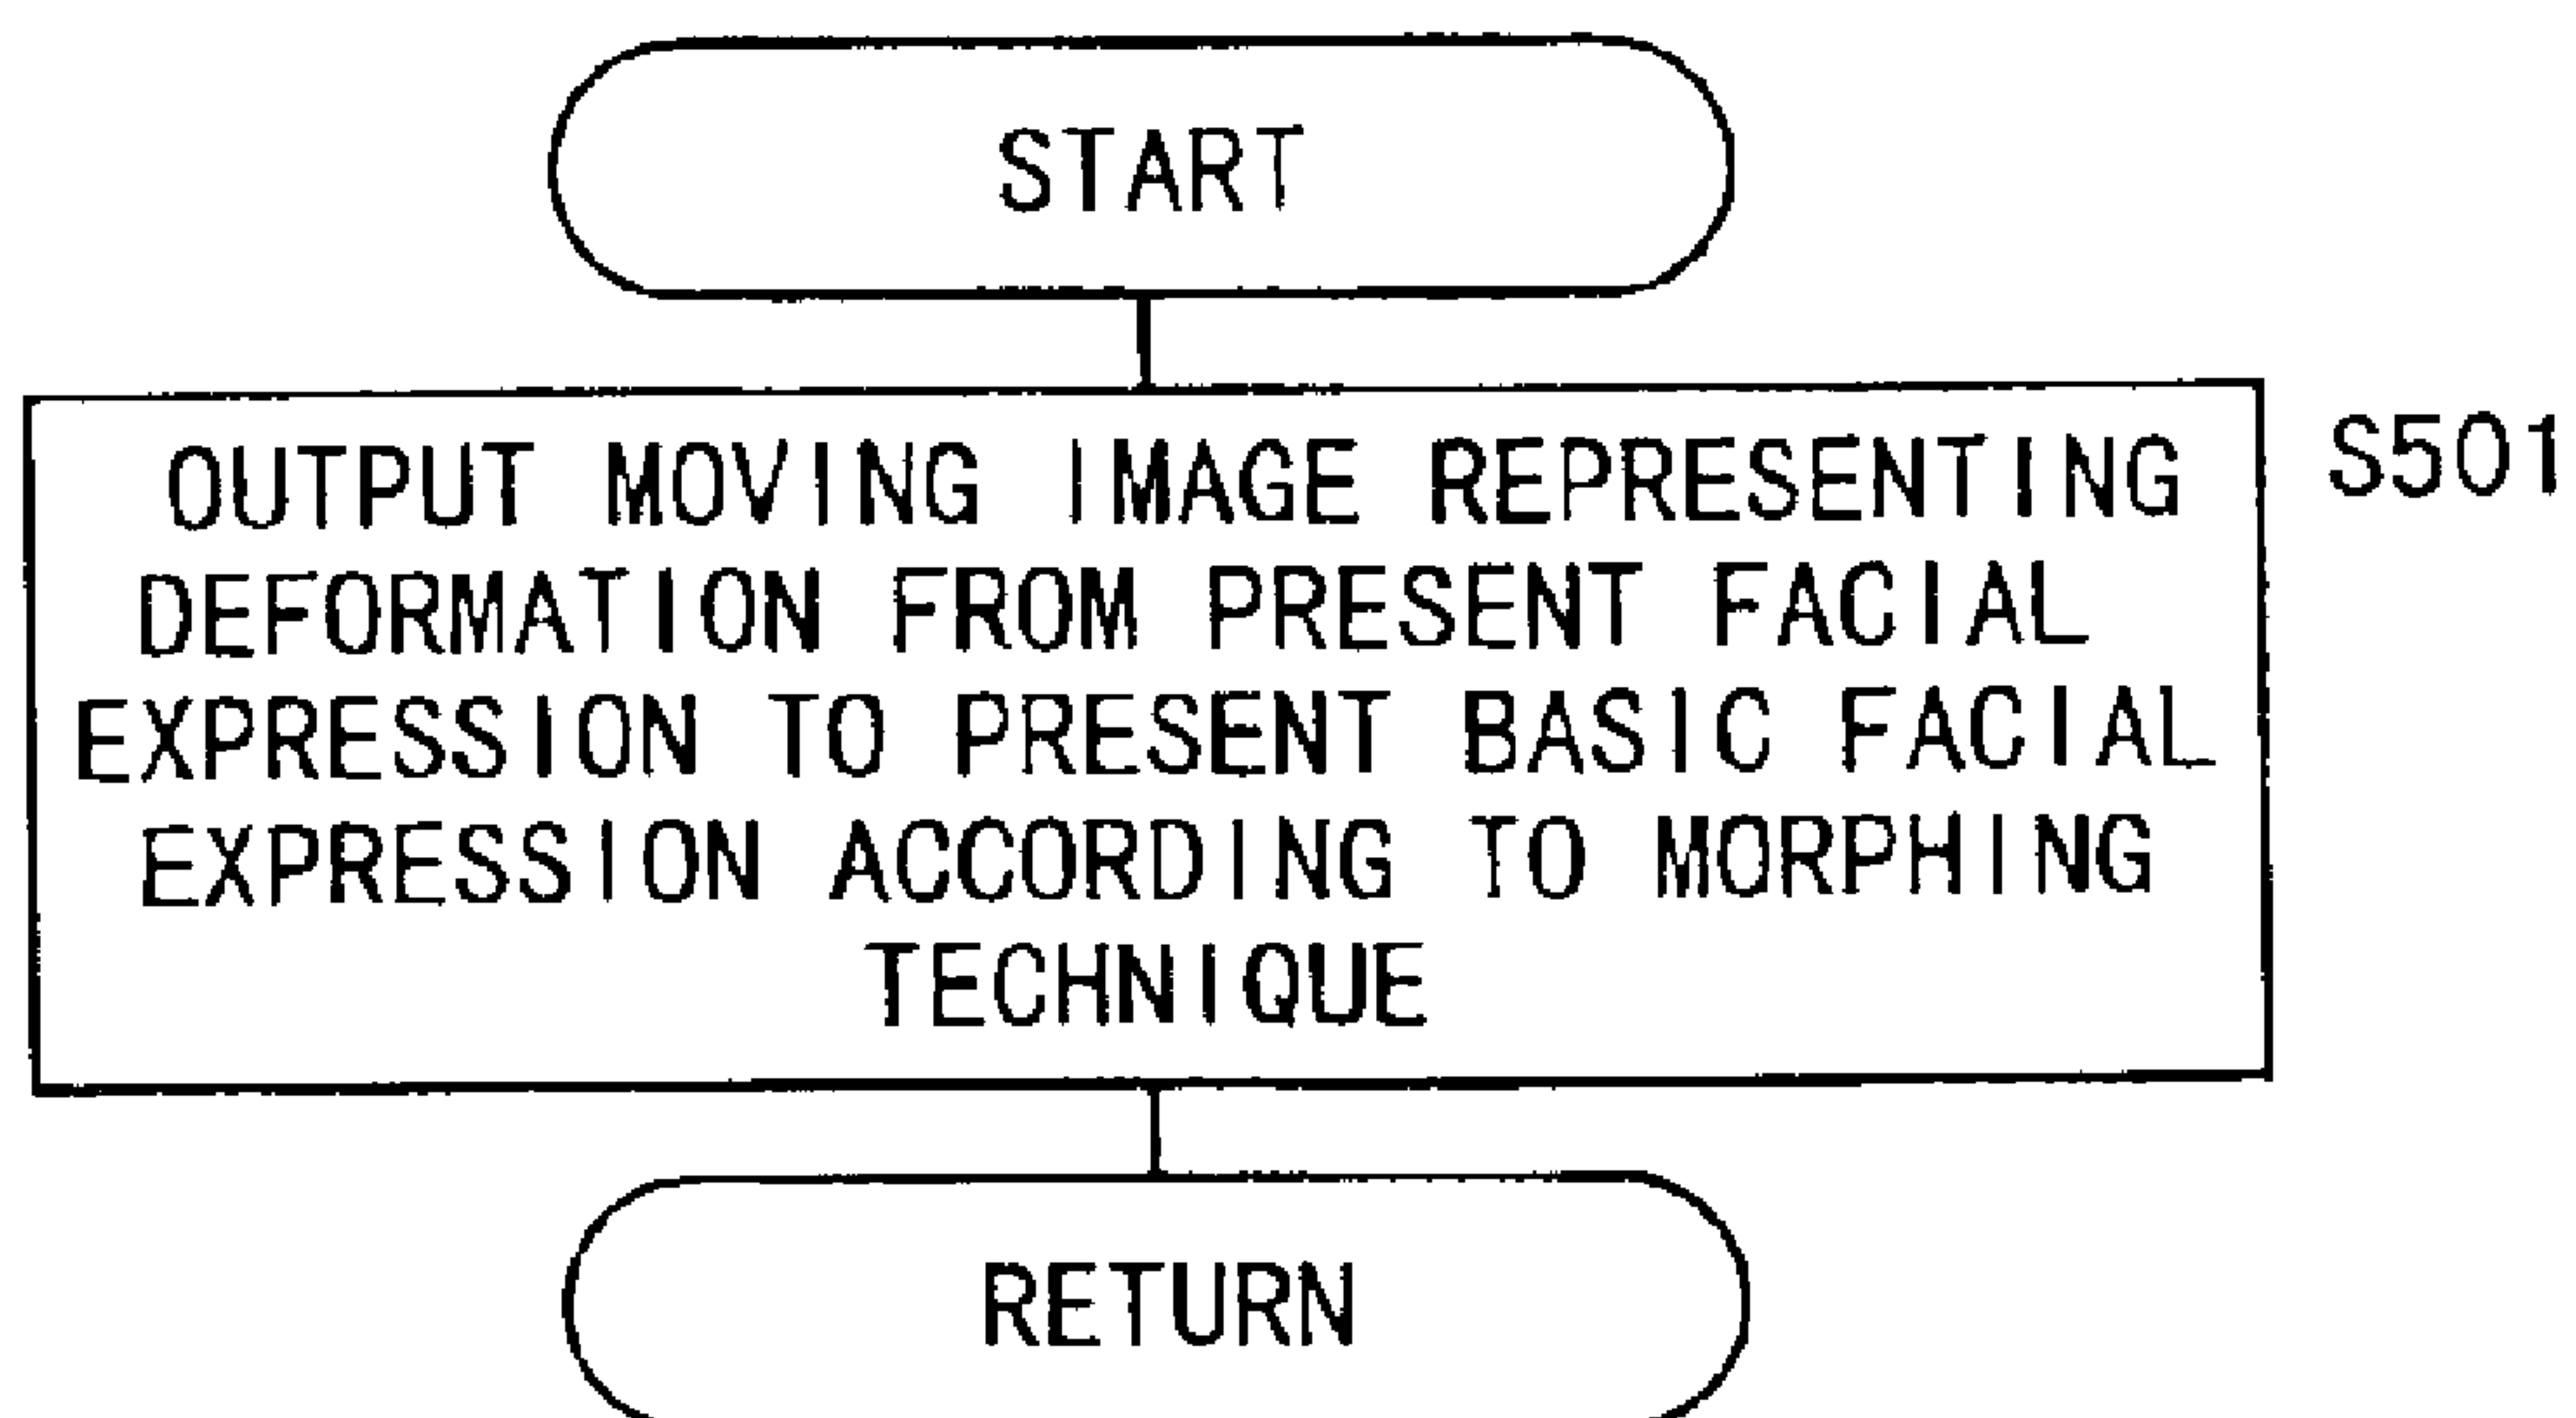 START
OUTPUT MOVING IMAGE REPRESENTING
S501
DEFORMATION FROM PRESENT FACIAL
EXPRESSION TO PRESENT BASIC FACIAL
EXPRESSION ACCORDING TO MORPHING
TECHNIQUE
RETURN